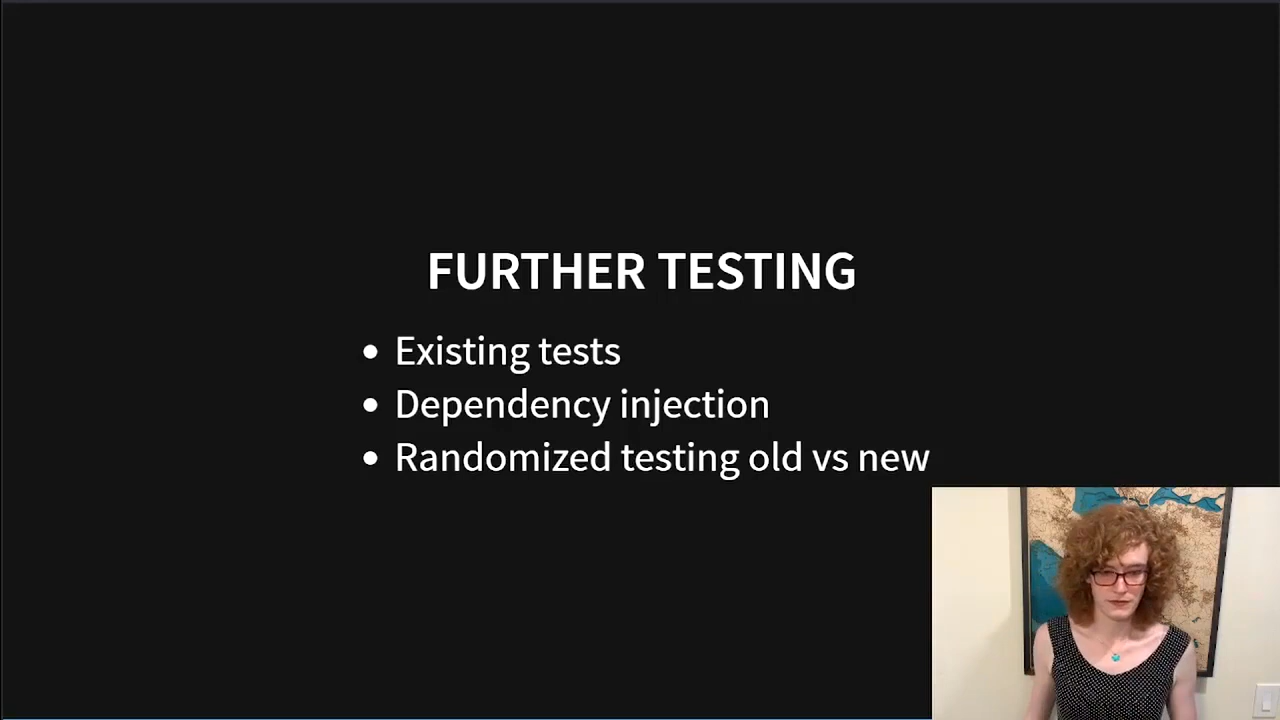 FURTHER TESTING
• Existing tests
• Dependency injection
• Randomized testing old vs new